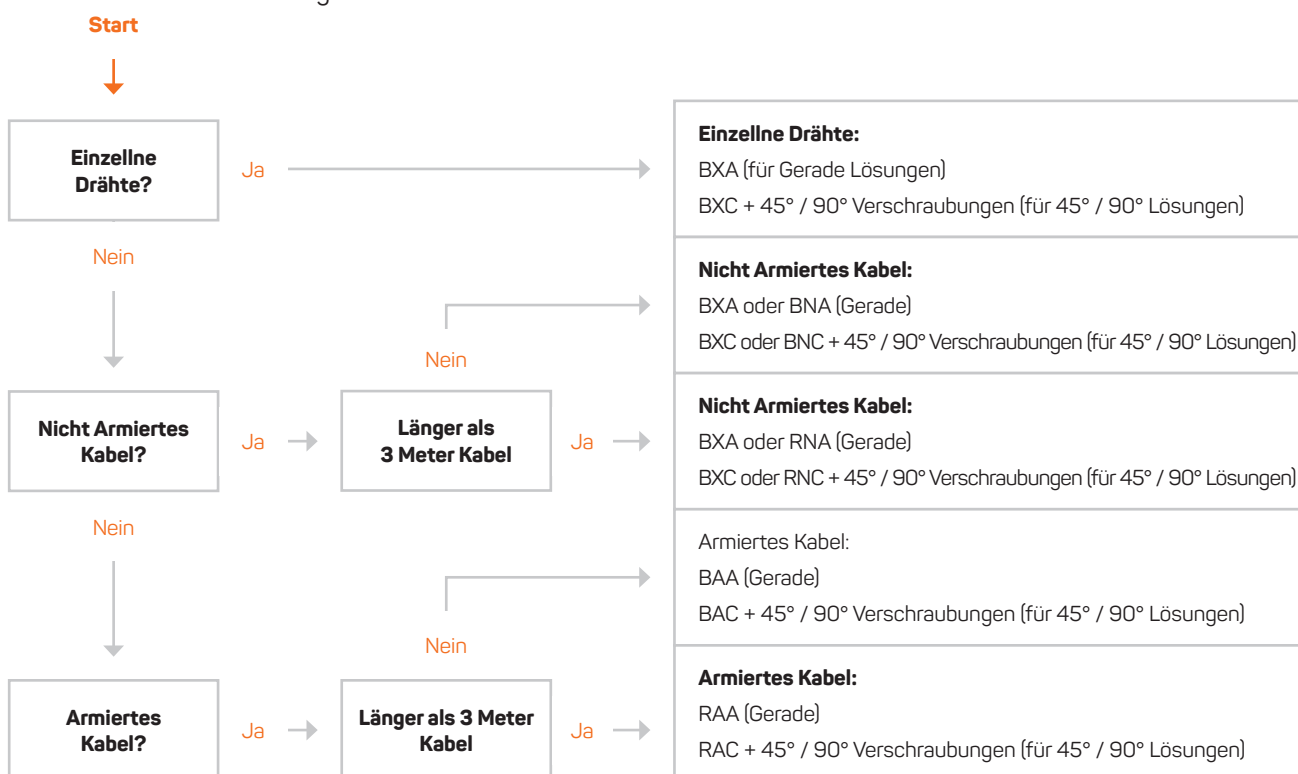 Start
Einzellne
Drähte?
Ja
Einzellne Drähte:
BXA (für Gerade Lösungen)
BXC + 45° / 90° Verschraubungen (für 45° / 90° Lösungen)
Nein
Nicht Armiertes Kabel:
BXA oder BNA (Gerade)
BXC oder BNC + 45° / 90° Verschraubungen (für 45° / 90° Lösungen)
Nein
Nicht Armiertes
Kabel?
Ja
Länger als
3 Meter Kabel
Ja
Nicht Armiertes Kabel:
BXA oder RNA (Gerade)
BXC oder RNC + 45° / 90° Verschraubungen (für 45° / 90° Lösungen)
Nein
Armiertes Kabel:
BAA (Gerade)
BAC + 45° / 90° Verschraubungen (für 45° / 90° Lösungen)
Nein
Armiertes
Kabel?
Ja
Länger als 3 Meter
Kabel
Ja
Armiertes Kabel:
RAA (Gerade)
RAC + 45° / 90° Verschraubungen (für 45° / 90° Lösungen)